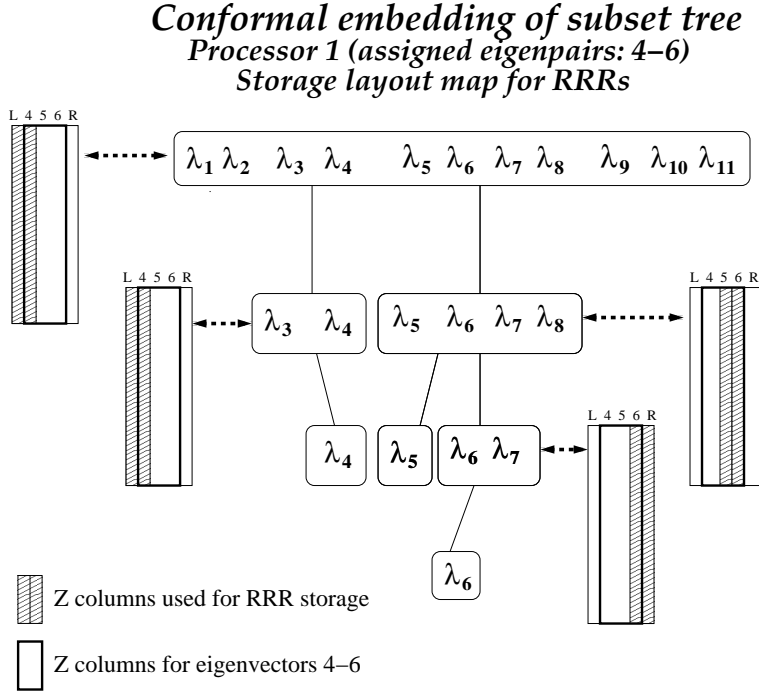 Conformal embedding of subset tree
Processor 1 (assigned eigenpairs: 4–6)
Storage layout map for RRRs
L 4 5 6 R
λ1 λ2 λ3 λ4 λ5 λ6 λ7 λ8 λ9 λ10 λ11
L 4 5 6 R
λ3 λ4
λ5 λ6 λ7 λ8
L 4 5 6 R
λ4
λ5
λ6 λ7
L 4 5 6 R
λ6
Z columns used for RRR storage
Z columns for eigenvectors 4–6